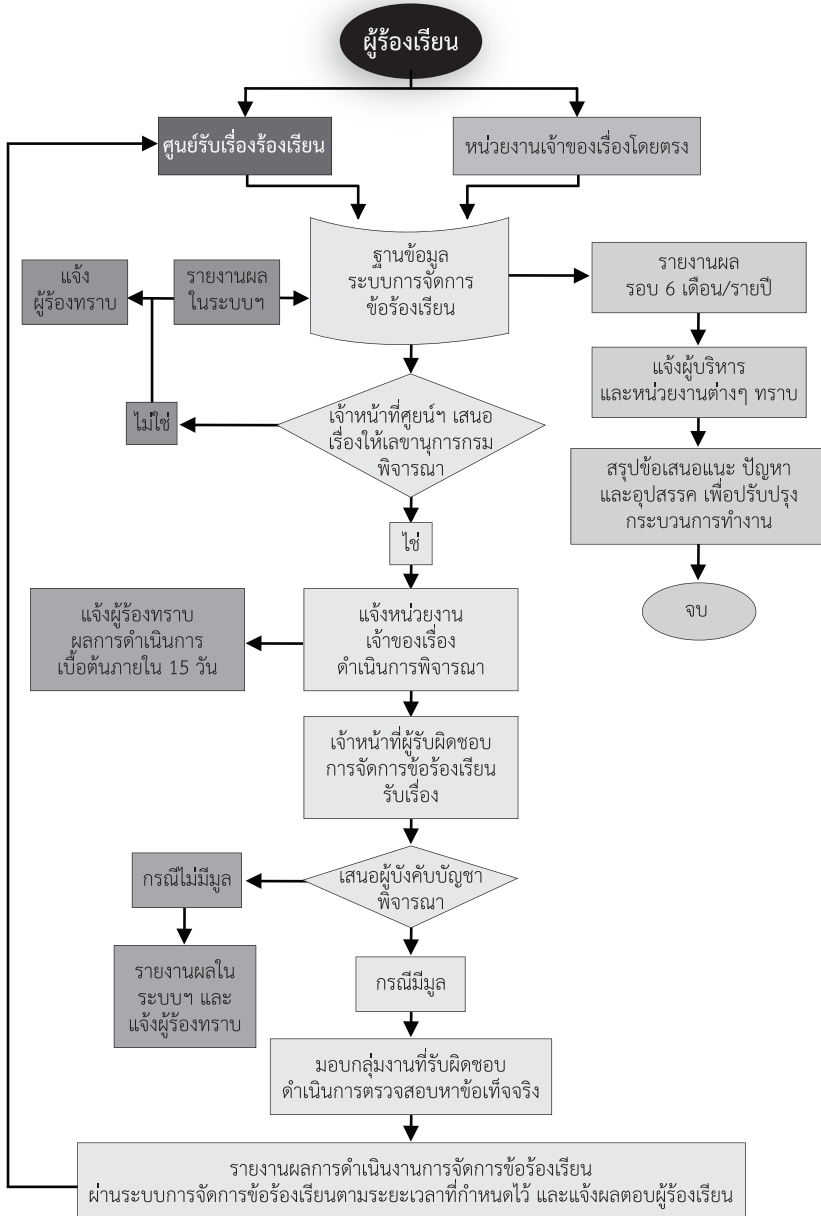 ผู้ร้องเรียน
ศูนย์รับเรื่องร้องเรียน
หน่วยงานเจ้าของเรื่องโดยตรง
ฐานข้อมูล
ระบบการจัดการ
ข้อร้องเรียน
แจ้ง
ผู้ร้องทราบ
รายงานผล
ในระบบฯ
รายงานผล
รอบ 6 เดือน/รายปี
แจ้งผู้บริหาร
และหน่วยงานต่างๆ ทราบ
ไม่ใช่
เจ้าหน้าที่ศูยน์ฯ เสนอ
เรื่องให้เลขานุการกรม
พิจารณา
สรุปข้อเสนอแนะ ปัญหา
และอุปสรรค เพื่อปรับปรุง
กระบวนการทำงาน
ใช่
จบ
แจ้งผู้ร้องทราบ
ผลการดำเนินการ
เบื้อต้นภายใน 15 วัน
แจ้งหน่วยงาน
เจ้าของเรื่อง
ดำเนินการพิจารณา
เจ้าหน้าที่ผู้รับผิดชอบ
การจัดการข้อร้องเรียน
รับเรื่อง
กรณีไม่มีมูล
เสนอผู้บังคับบัญชา
พิจารณา
รายงานผลใน
ระบบฯ และ
แจ้งผู้ร้องทราบ
กรณีมีมูล
มอบกลุ่มงานที่รับผิดชอบ
ดำเนินการตรวจสอบหาข้อเท็จจริง
รายงานผลการดำเนินงานการจัดการข้อร้องเรียน
ผ่านระบบการจัดการข้อร้องเรียนตามระยะเวลาที่กำหนดไว้ และแจ้งผลตอบผู้ร้องเรียน